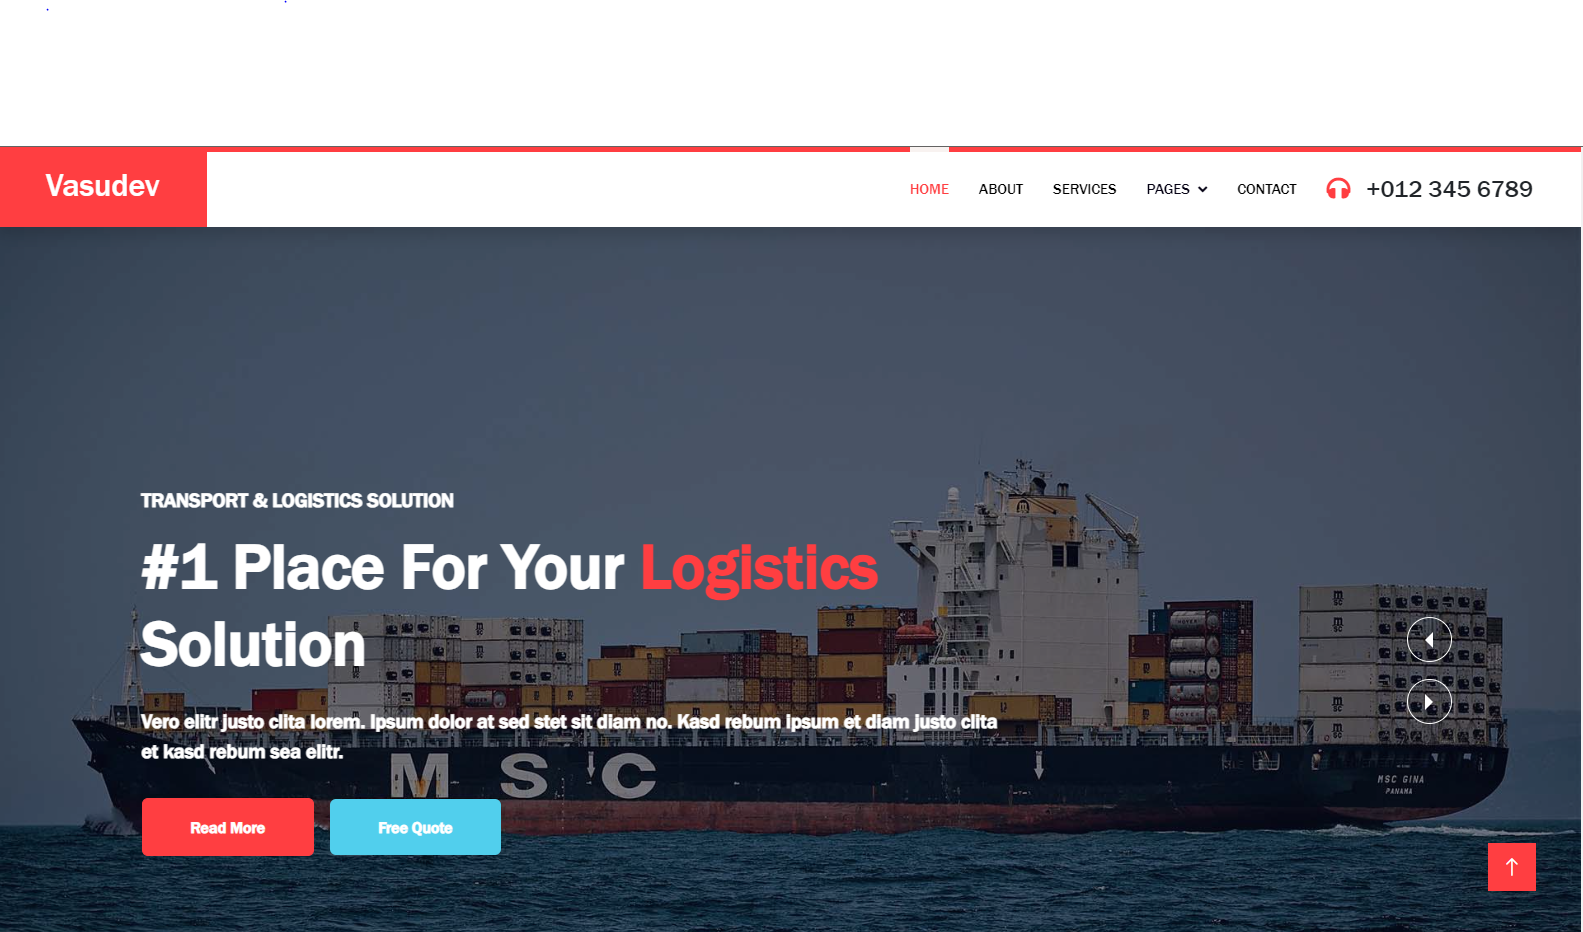 Vasudev
HOME ABOUT SERVICES PAGES CONTACT +012 345 6789
TRANSPORT & LOGISTICS SOLUTION
#1 Place For Your Logistics
Solution
Vero elitr justo clita lorem. Ipsum dolor at sed stet sit diam no. Kasd rebum ipsum et diam justo clita
et kasd rebum sea elitr.
M S C
MSC GINA
PANAMA
Read More Free Quote